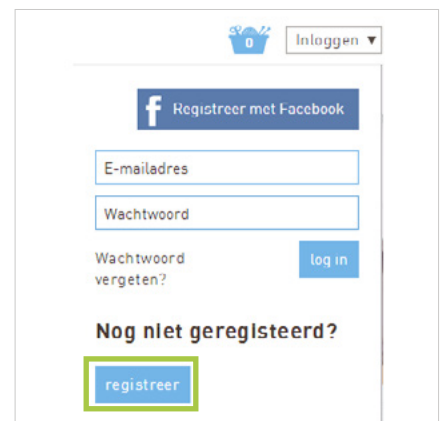 0
Inloggen ▼
f Registreer met Facebook
E-mailadres
Wachtwoord
Wachtwoord
vergeten?
log in
Nog niet geregisteerd?
registreer